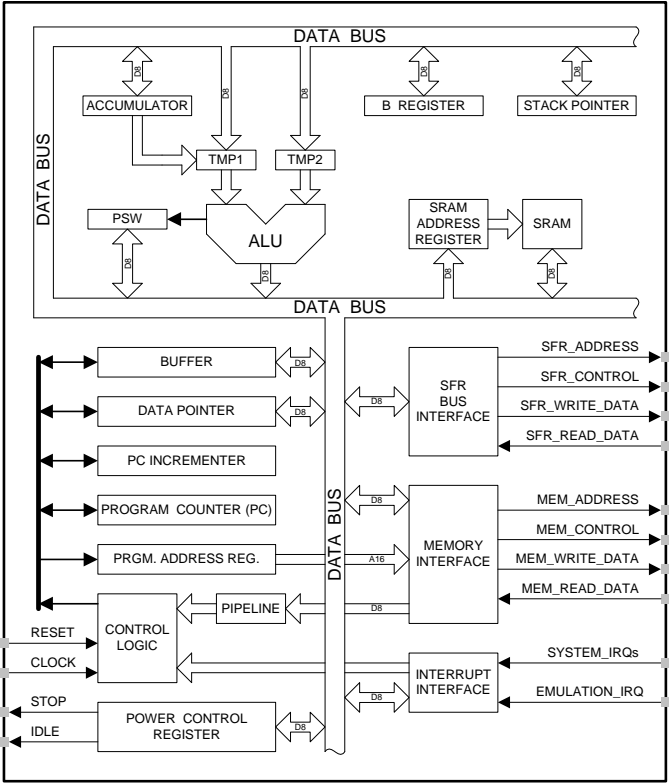 DATA BUS
D8
D8
D8
D8
D8
ACCUMULATOR
B REGISTER
STACK POINTER
DATA BUS
TMP1
TMP2
PSW
ALU
SRAM
ADDRESS
REGISTER
SRAM
D8
D8
D8
D8
DATA BUS
BUFFER
D8
DATA POINTER
D8
PC INCREMENTER
PROGRAM COUNTER (PC)
PRGM. ADDRESS REG.
A16
CONTROL
LOGIC
PIPELINE
D8
POWER CONTROL
REGISTER
D8
DATA BUS
D8
SFR
BUS
INTERFACE
D8
MEMORY
INTERFACE
INTERRUPT
INTERFACE
D8
SFR_ADDRESS
SFR_CONTROL
SFR_WRITE_DATA
SFR_READ_DATA
MEM_ADDRESS
MEM_CONTROL
MEM_WRITE_DATA
MEM_READ_DATA
SYSTEM_IRQs
EMULATION_IRQ
RESET
CLOCK
STOP
IDLE